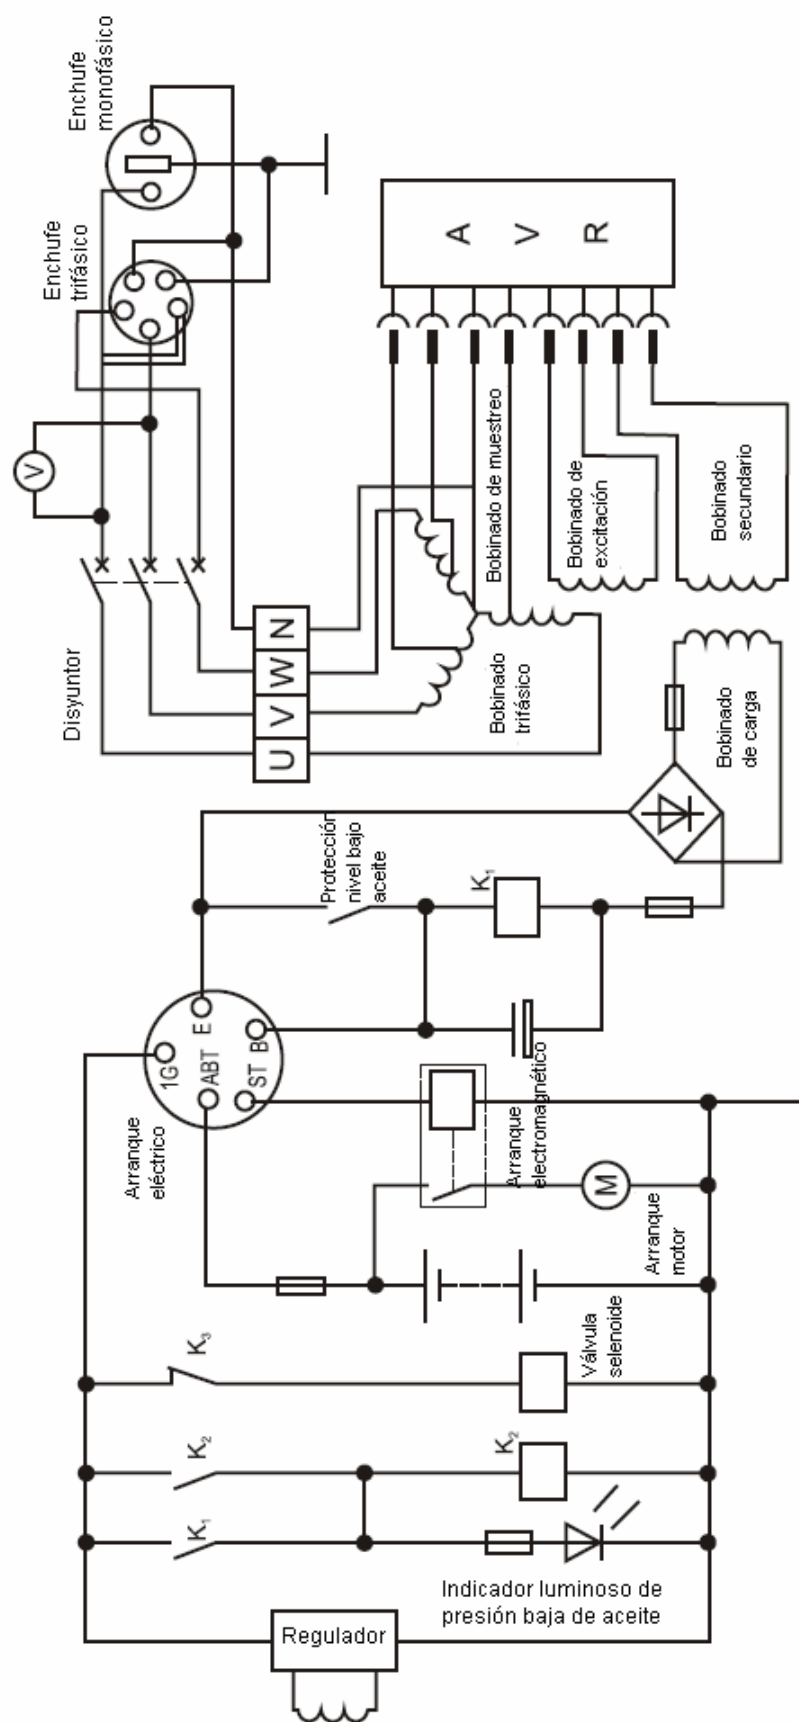 Enchufe
monofásico
Enchufe
trifásico
V
A V R
Bobinado de muestreo
Bobinado de
excitación
Bobinado
secundario
Disyuntor
U V W N
Bobinado
trifásico
Bobinado
de carga
Protección
nivel bajo
aceite
K₁
1G
E
ABT
ST
B
Arranque
eléctrico
Arranque
electromagnético
M
Arranque
motor
K₃
Válvula
selenoide
K₂
K₂
K₁
Indicador luminoso de
presión baja de aceite
Regulador